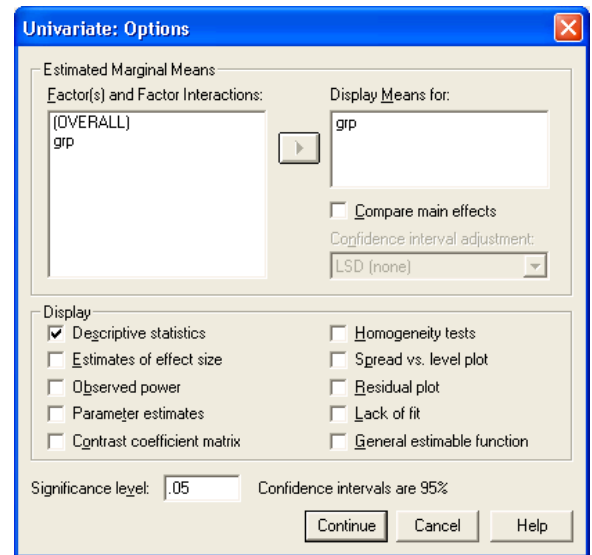 Univariate: Options
Estimated Marginal Means
Factor(s) and Factor Interactions:
(OVERALL)
grp
Display Means for:
grp
Compare main effects
Confidence interval adjustment:
LSD (none)
Display
Descriptive statistics
Estimates of effect size
Observed power
Parameter estimates
Contrast coefficient matrix
Homogeneity tests
Spread vs. level plot
Residual plot
Lack of fit
General estimable function
Significance level: .05 Confidence intervals are 95%
Continue Cancel Help